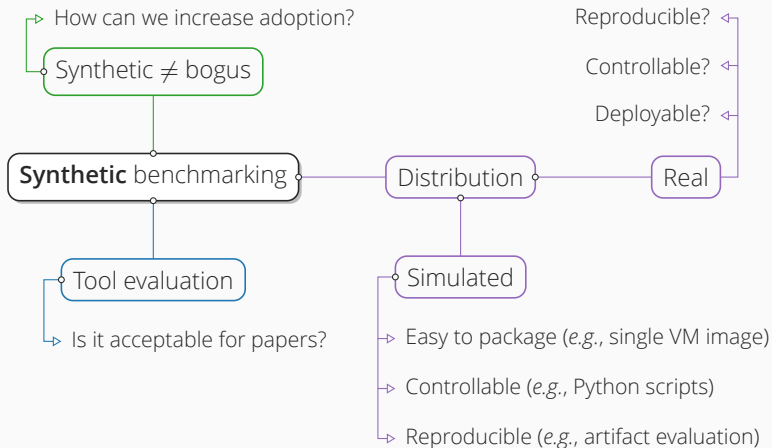 How can we increase adoption?
Synthetic ≠ bogus
Reproducible?
Controllable?
Deployable?
Synthetic benchmarking
Distribution
Real
Tool evaluation
Is it acceptable for papers?
Simulated
Easy to package (e.g., single VM image)
Controllable (e.g., Python scripts)
Reproducible (e.g., artifact evaluation)